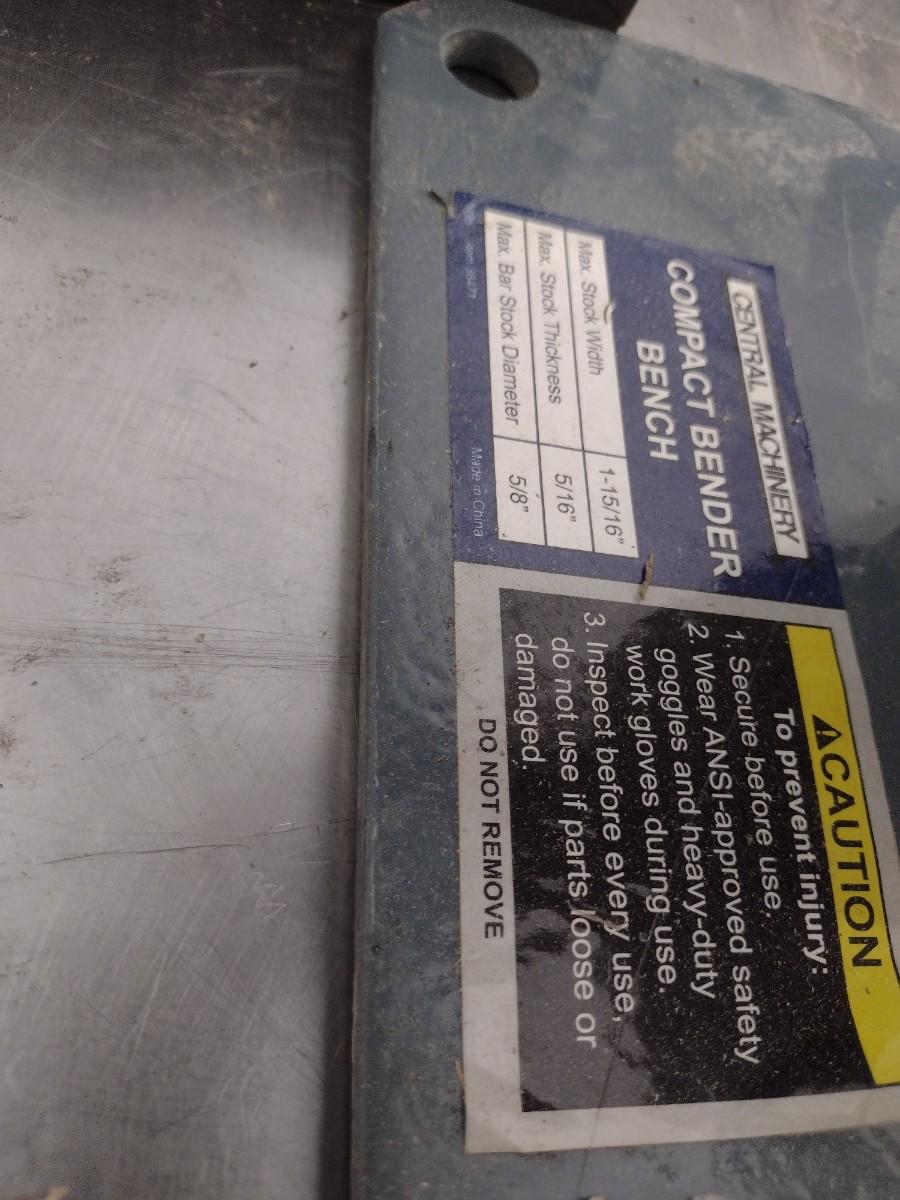 CENTRAL MACHINERY
COMPACT BENDER
BENCH
Max. Stock Width 1-15/16"
Max. Stock Thickness 5/16"
Max. Bar Stock Diameter 5/8"
Made in China
⚠CAUTION
To prevent injury:
1. Secure before use.
2. Wear ANSI-approved safety
goggles and heavy-duty
work gloves during use.
3. Inspect before every use,
do not use if parts loose or
damaged.
DO NOT REMOVE